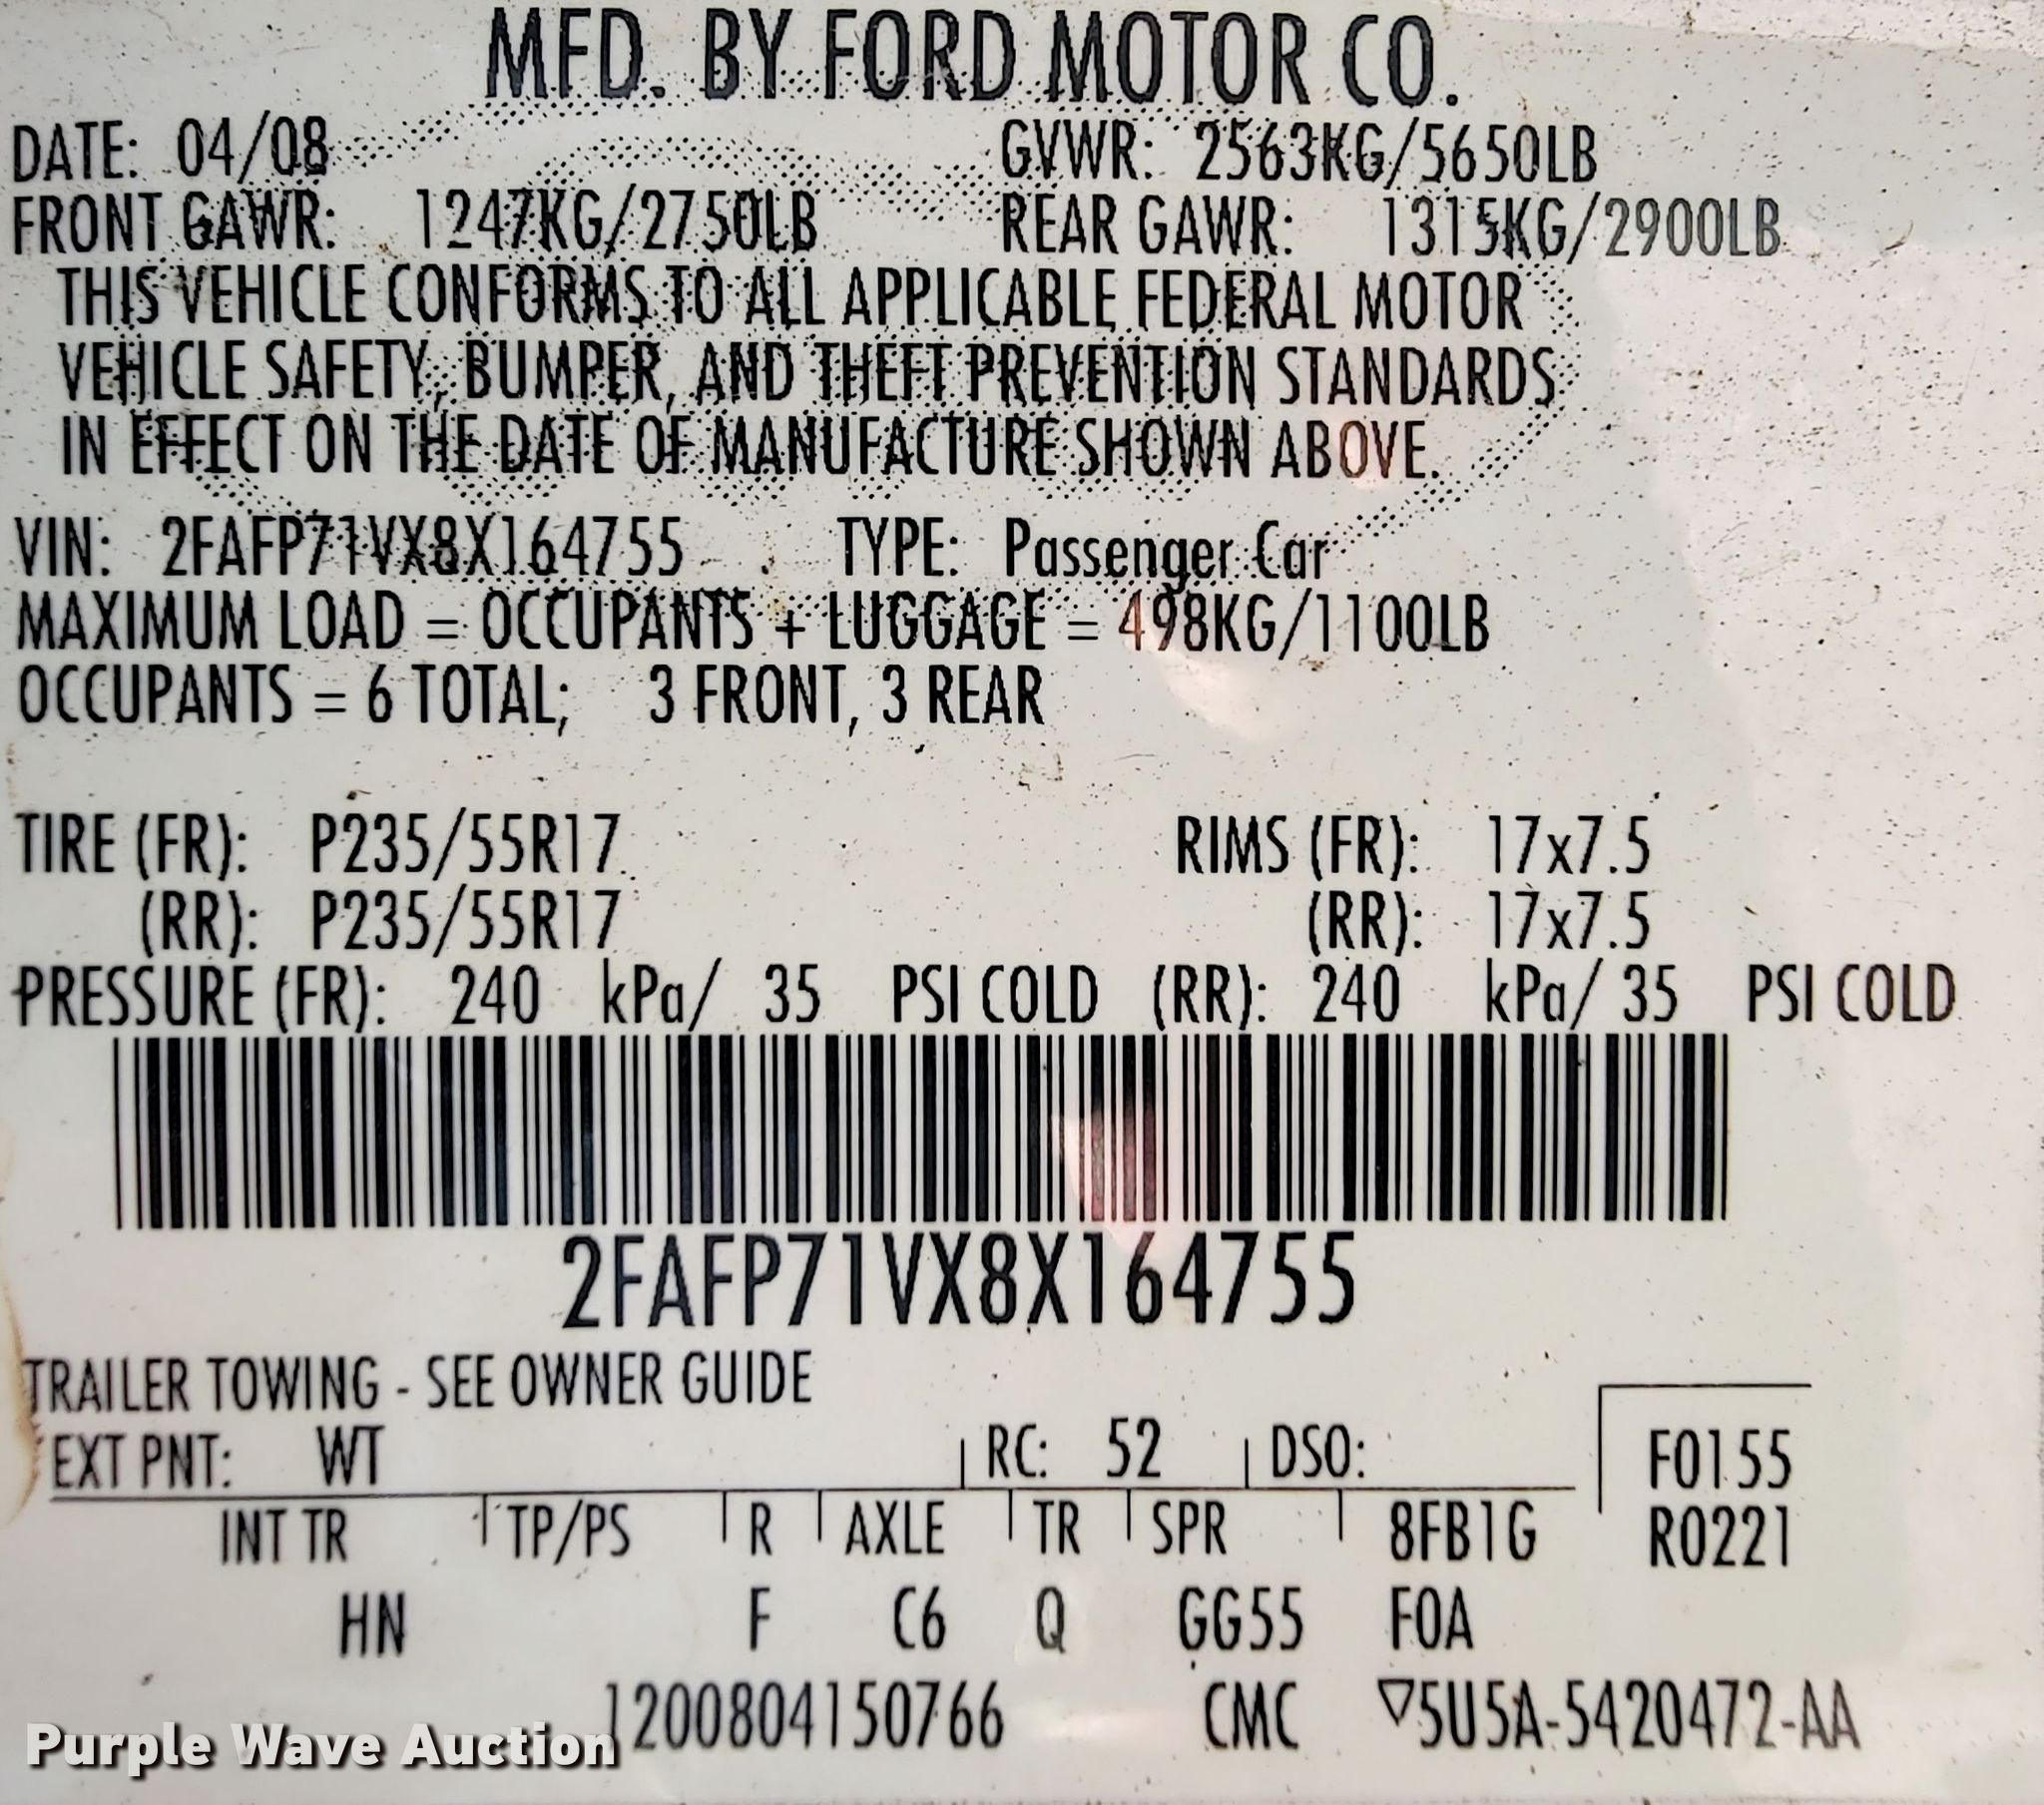 MFD. BY FORD MOTOR CO.
DATE: 04/08 GVWR: 2563KG/5650LB
FRONT GAWR: 1247KG/2750LB REAR GAWR: 1315KG/2900LB
THIS VEHICLE CONFORMS TO ALL APPLICABLE FEDERAL MOTOR
VEHICLE SAFETY, BUMPER, AND THEFT PREVENTION STANDARDS
IN EFFECT ON THE DATE OF MANUFACTURE SHOWN ABOVE.
VIN: 2FAFP71VX8X164755 TYPE: Passenger Car
MAXIMUM LOAD = OCCUPANTS + LUGGAGE = 498KG/1100LB
OCCUPANTS = 6 TOTAL; 3 FRONT, 3 REAR
TIRE (FR): P235/55R17 RIMS (FR): 17x7.5
(RR): P235/55R17 (RR): 17x7.5
PRESSURE (FR): 240 kPa/ 35 PSI COLD (RR): 240 kPa/ 35 PSI COLD
2FAFP71VX8X164755
TRAILER TOWING - SEE OWNER GUIDE
EXT PNT: WT RC: 52 DSO: F0155
INT TR TP/PS R AXLE TR SPR 8FB1G R0221
HN F C6 Q GG55 F0A
1200804150766 CMC ▽5U5A-5420472-AA
Purple Wave Auction